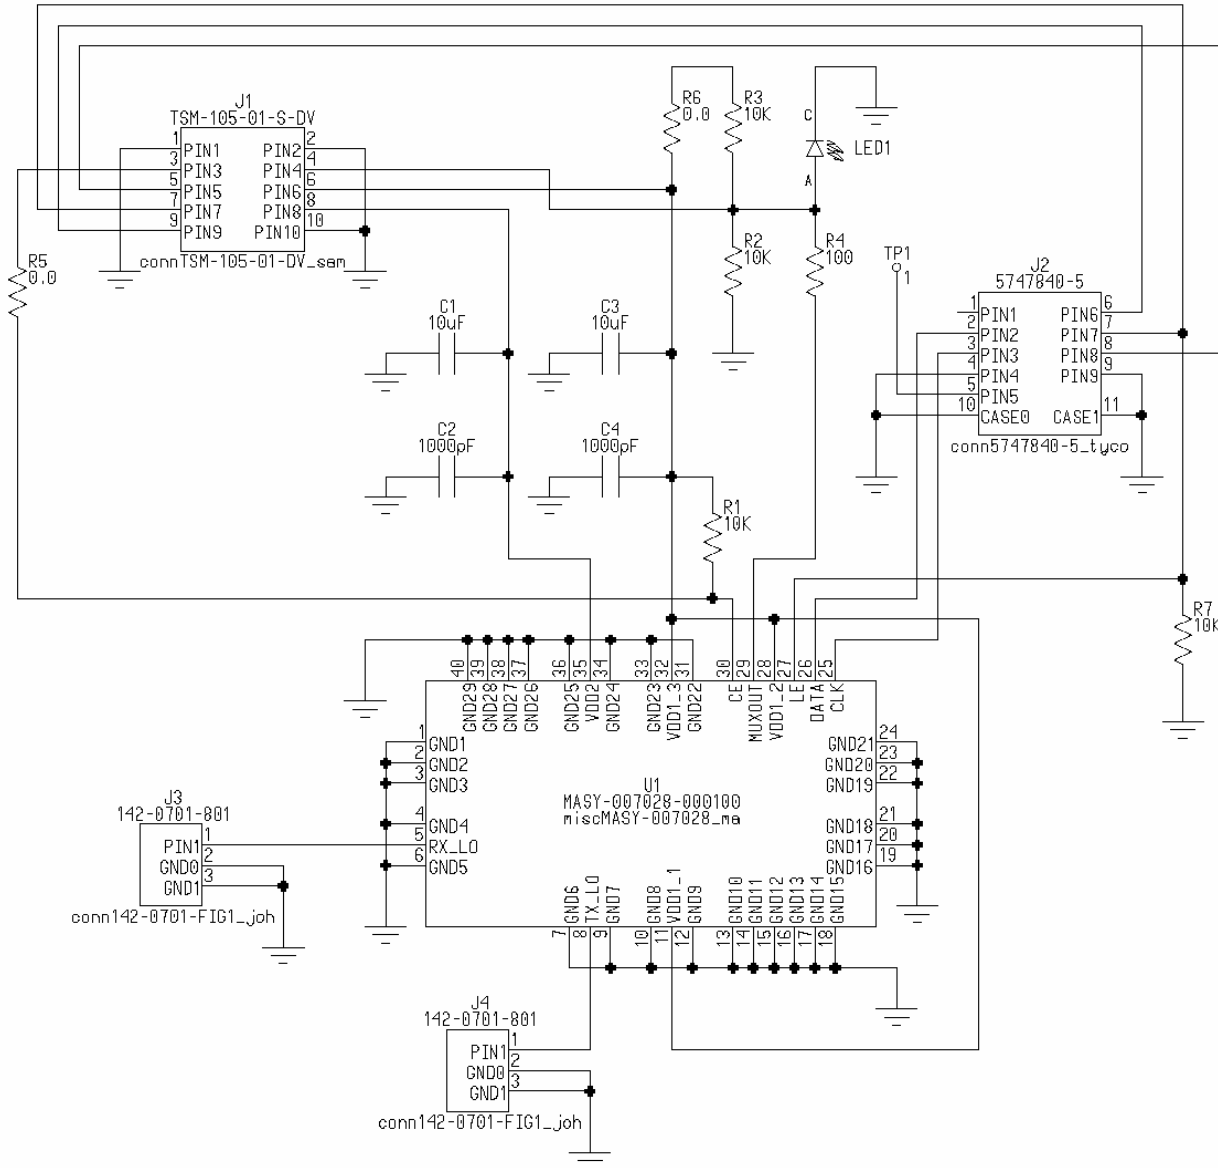 J1
TSM-105-01-S-DV
1 PIN1 PIN2 2
3 PIN3 PIN4 4
5 PIN5 PIN6 6
7 PIN7 PIN8 8
9 PIN9 PIN10 10
connTSM-105-01-DV_sam
R5
0.0
R6
0.0
R3
10K
C
LED1
A
R2
10K
R4
100
TP1
1
J2
5747840-5
1 PIN1 PIN6 6
2 PIN2 PIN7 7
3 PIN3 PIN8 8
4 PIN4 PIN9 9
5 PIN5
10 CASE0 CASE1 11
conn5747840-5_tyco
C1
10uF
C3
10uF
C2
1000pF
C4
1000pF
R1
10K
R7
10K
40 39 38 37 36 35 34 33 32 31 30 29 28 27 26 25
GND29 GND28 GND27 GND26 GND25 VDD2 GND24 GND23 VDD1_3 GND22 CE MUXOUT VDD1_2 LE DATA CLK
1 GND1 GND21 24
2 GND2 GND20 23
3 GND3 GND19 22
U1
MASY-007028-000100
miscMASY-007028_ma
4 GND4 GND18 21
5 RX_LO GND17 20
6 GND5 GND16 19
GND6 TX_LO GND7 GND8 VDD1_1 GND9 GND10 GND11 GND12 GND13 GND14 GND15
7 8 9 10 11 12 13 14 15 16 17 18
J3
142-0701-801
PIN1 1
GND0 2
GND1 3
conn142-0701-FIG1_joh
J4
142-0701-801
PIN1 1
GND0 2
GND1 3
conn142-0701-FIG1_joh